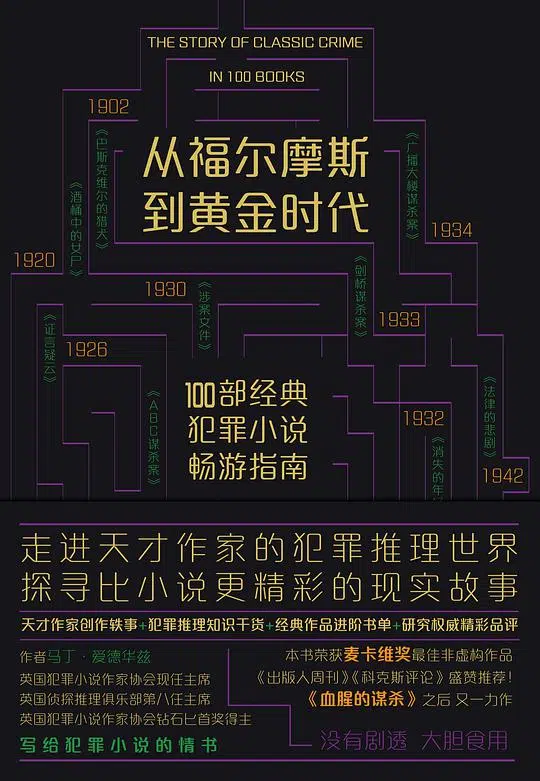 THE STORY OF CLASSIC CRIME
IN 100 BOOKS
1902
《巴斯克维尔的猎犬》
从福尔摩斯
到黄金时代
《广播大楼谋杀案》
1934
《酒桶中的女尸》
1920
1930
《涉案文件》
《剑桥谋杀案》
1933
《证言疑云》
1926
《ABC谋杀案》
100部经典
犯罪小说
畅游指南
1932
《消失的年
《法律的悲剧》
1942
走进天才作家的犯罪推理世界
探寻比小说更精彩的现实故事
天才作家创作轶事+犯罪推理知识干货+经典作品进阶书单+研究权威精彩品评
作者马丁·爱德华兹
英国犯罪小说作家协会现任主席
英国侦探推理俱乐部第八任主席
英国犯罪小说作家协会钻石匕首奖得主
写给犯罪小说的情书
本书荣获麦卡维奖最佳非虚构作品
《出版人周刊》《科克斯评论》盛赞推荐!
《血腥的谋杀》之后 又一力作
没有剧透 大胆食用